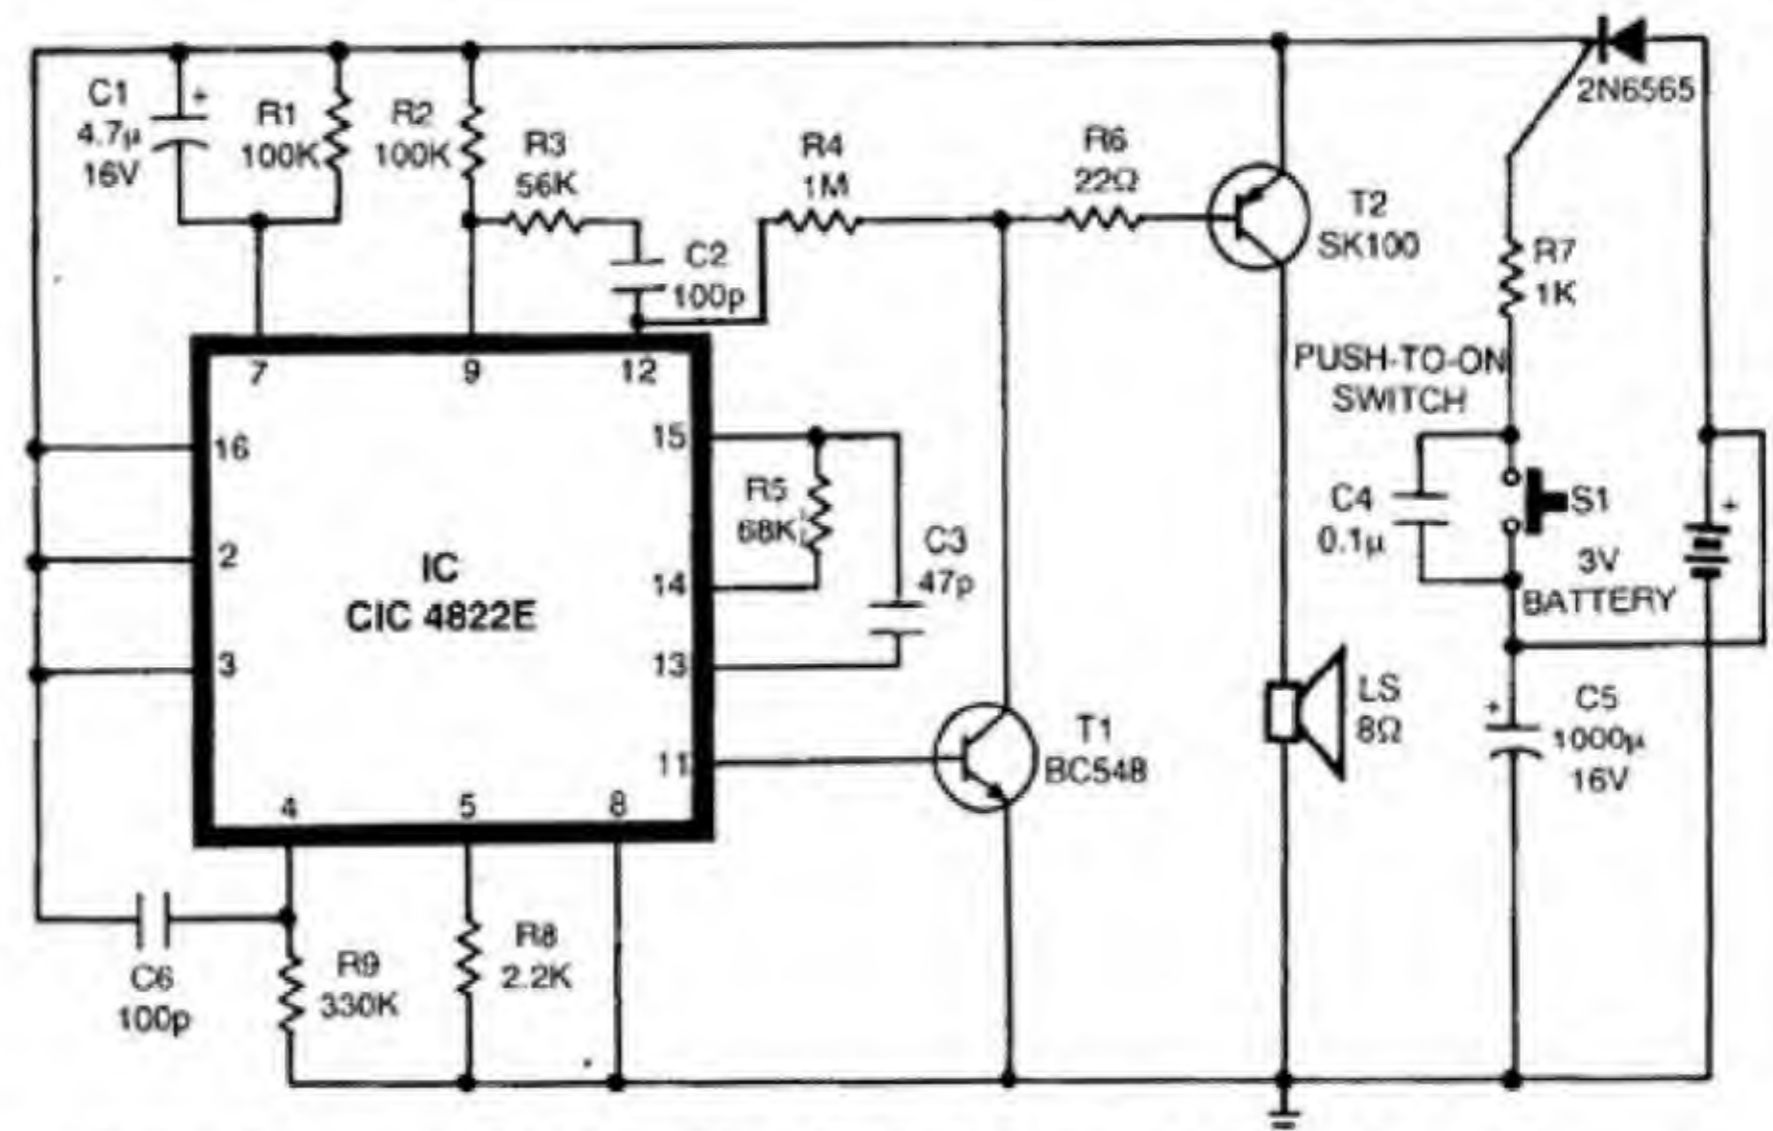 2N6565
C1
4.7µ
16V
+
R1
100K
R2
100K
R3
56K
R4
1M
R6
22Ω
T2
SK100
C2
100p
R7
1K
PUSH-TO-ON
SWITCH
7
9
12
16
2
3
15
14
13
11
4
5
8
IC
CIC 4822E
R5
68K
C3
47p
C4
0.1µ
S1
3V
BATTERY
+
T1
BC548
LS
8Ω
+
C5
1000µ
16V
C6
100p
R9
330K
R8
2.2K